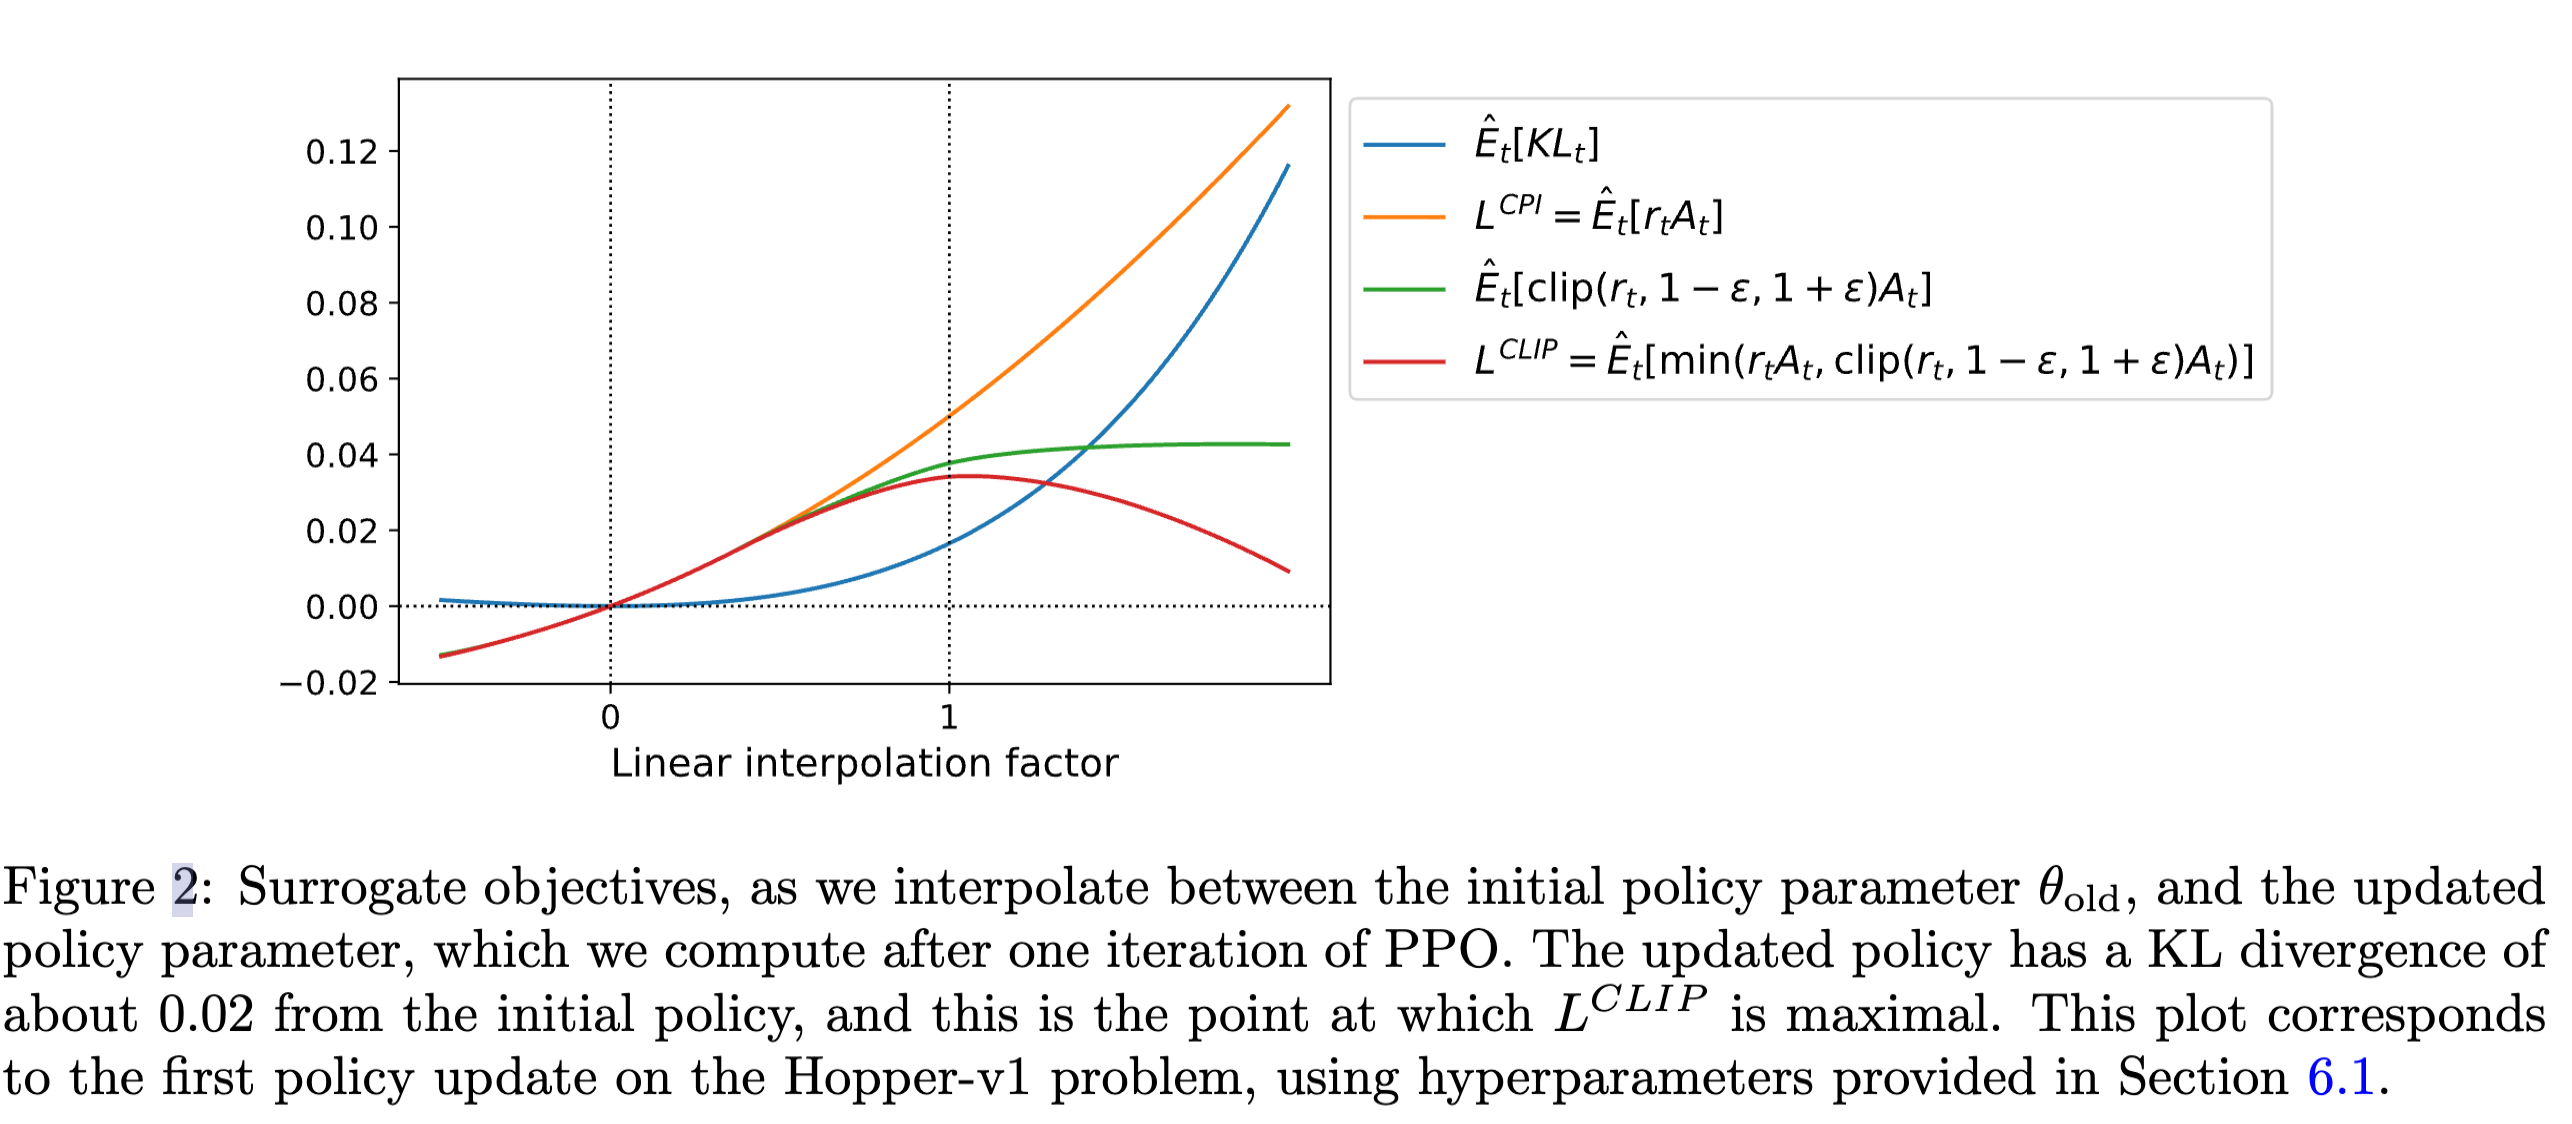 0.12
0.10
0.08
0.06
0.04
0.02
0.00
−0.02
0 1
Linear interpolation factor
Ê_t[KL_t]
L^{CPI} = Ê_t[r_tA_t]
Ê_t[clip(r_t, 1 − ε, 1 + ε)A_t]
L^{CLIP} = Ê_t[min(r_tA_t, clip(r_t, 1 − ε, 1 + ε)A_t)]
Figure 2: Surrogate objectives, as we interpolate between the initial policy parameter θ_{old}, and the updated
policy parameter, which we compute after one iteration of PPO. The updated policy has a KL divergence of
about 0.02 from the initial policy, and this is the point at which L^{CLIP} is maximal. This plot corresponds
to the first policy update on the Hopper-v1 problem, using hyperparameters provided in Section 6.1.